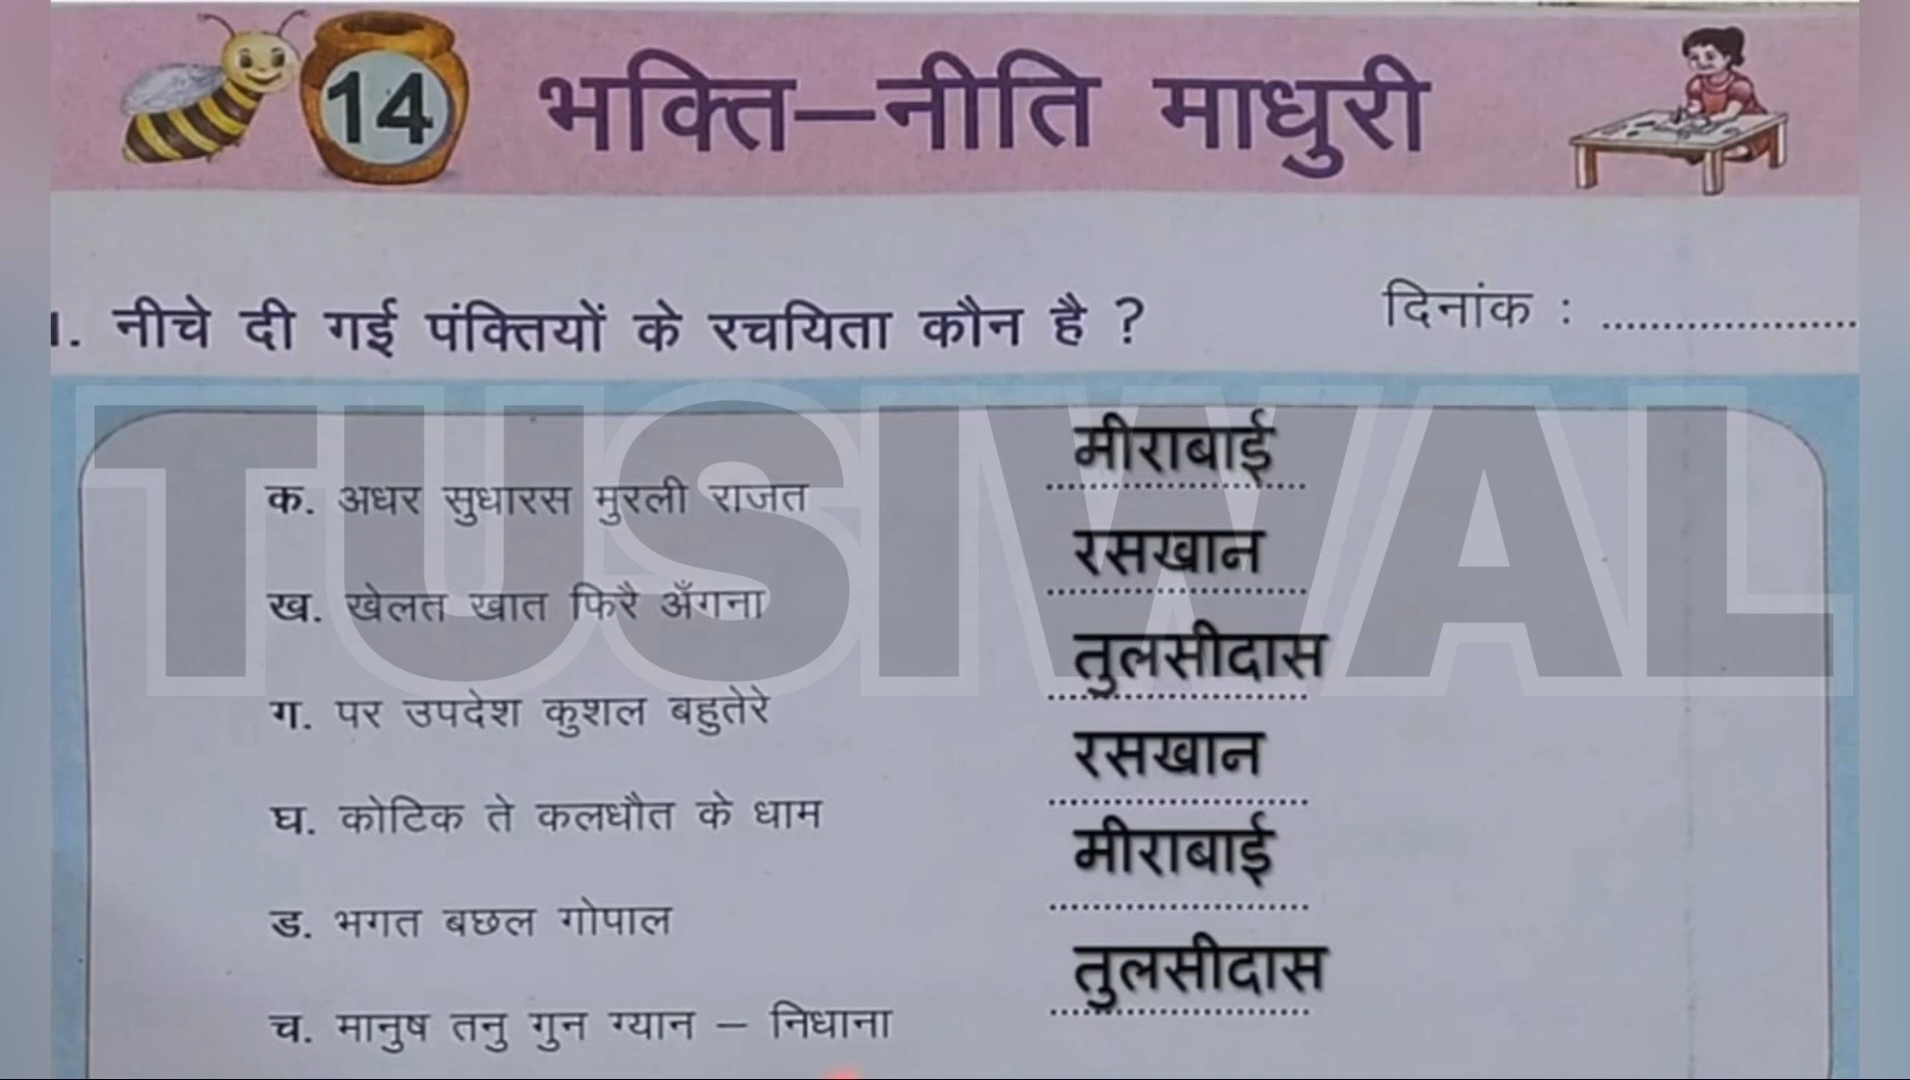 14 भक्ति–नीति माधुरी
1. नीचे दी गई पंक्तियों के रचयिता कौन है ? दिनांक : ....................
TUSIWAL
क. अधर सुधारस मुरली राजत मीराबाई
ख. खेलत खात फिरै अँगना रसखान
ग. पर उपदेश कुशल बहुतेरे तुलसीदास
घ. कोटिक ते कलधौत के धाम रसखान
ड. भगत बछल गोपाल मीराबाई
च. मानुष तनु गुन ग्यान – निधाना तुलसीदास